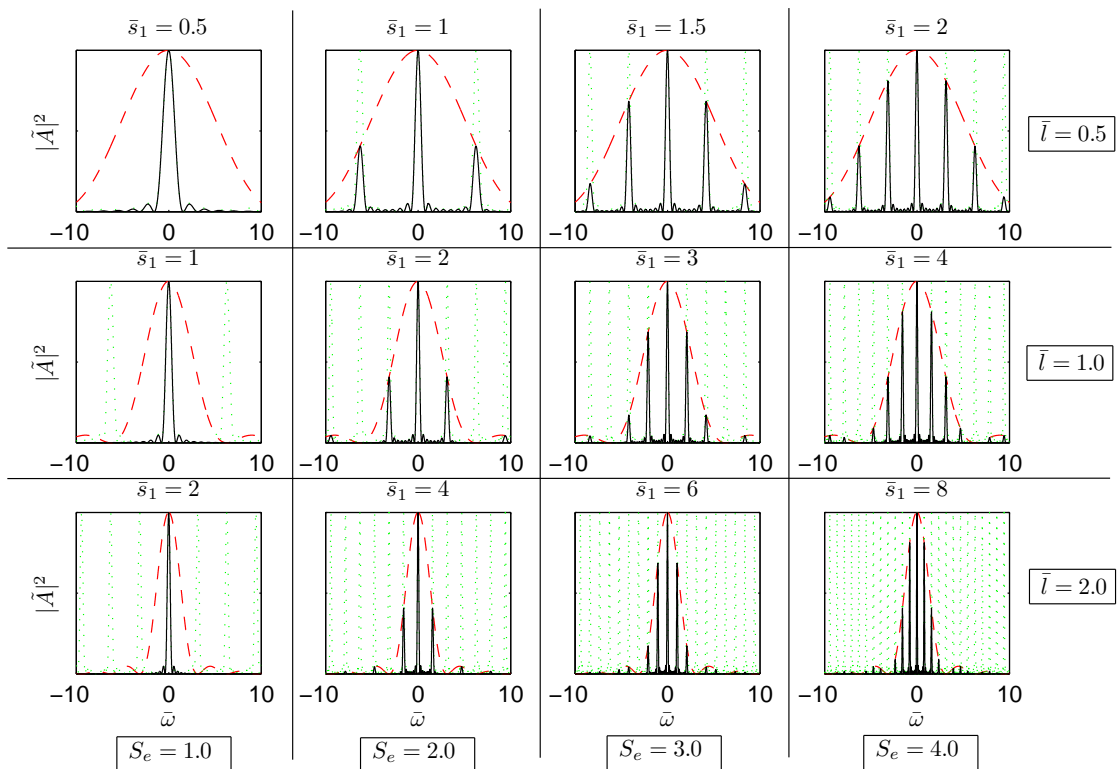 s̄₁ = 0.5 s̄₁ = 1 s̄₁ = 1.5 s̄₁ = 2
|Ã|²
l̄ = 0.5
−10 0 10 −10 0 10 −10 0 10 −10 0 10
s̄₁ = 1 s̄₁ = 2 s̄₁ = 3 s̄₁ = 4
|Ã|²
l̄ = 1.0
−10 0 10 −10 0 10 −10 0 10 −10 0 10
s̄₁ = 2 s̄₁ = 4 s̄₁ = 6 s̄₁ = 8
|Ã|²
l̄ = 2.0
−10 0 10 −10 0 10 −10 0 10 −10 0 10
ω̄ ω̄ ω̄ ω̄
Sₑ = 1.0 Sₑ = 2.0 Sₑ = 3.0 Sₑ = 4.0